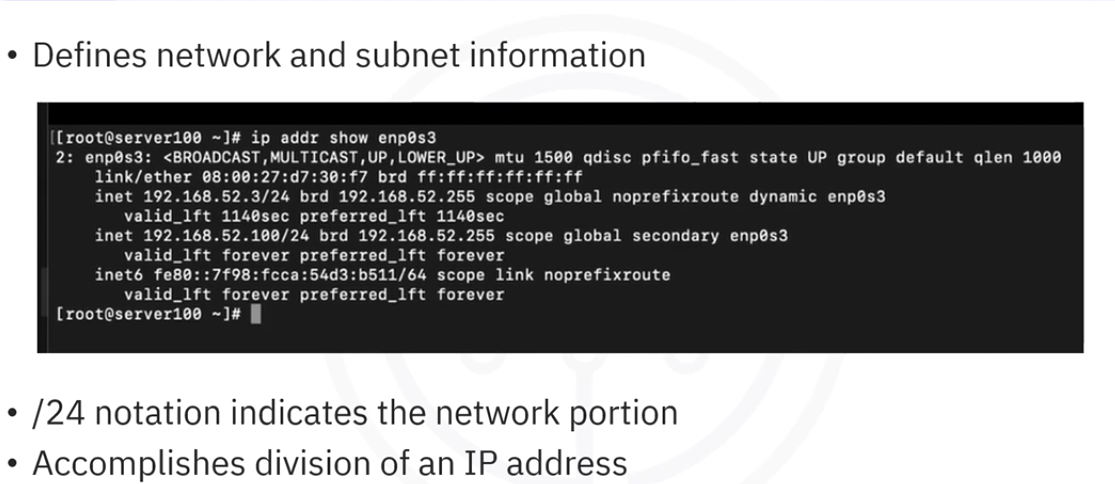 • Defines network and subnet information
[[root@server100 ~]# ip addr show enp0s3
2: enp0s3: <BROADCAST,MULTICAST,UP,LOWER_UP> mtu 1500 qdisc pfifo_fast state UP group default qlen 1000
link/ether 08:00:27:d7:30:f7 brd ff:ff:ff:ff:ff:ff
inet 192.168.52.3/24 brd 192.168.52.255 scope global noprefixroute dynamic enp0s3
valid_lft 1140sec preferred_lft 1140sec
inet 192.168.52.100/24 brd 192.168.52.255 scope global secondary enp0s3
valid_lft forever preferred_lft forever
inet6 fe80::7f98:fcca:54d3:b511/64 scope link noprefixroute
valid_lft forever preferred_lft forever
[root@server100 ~]#
• /24 notation indicates the network portion
• Accomplishes division of an IP address